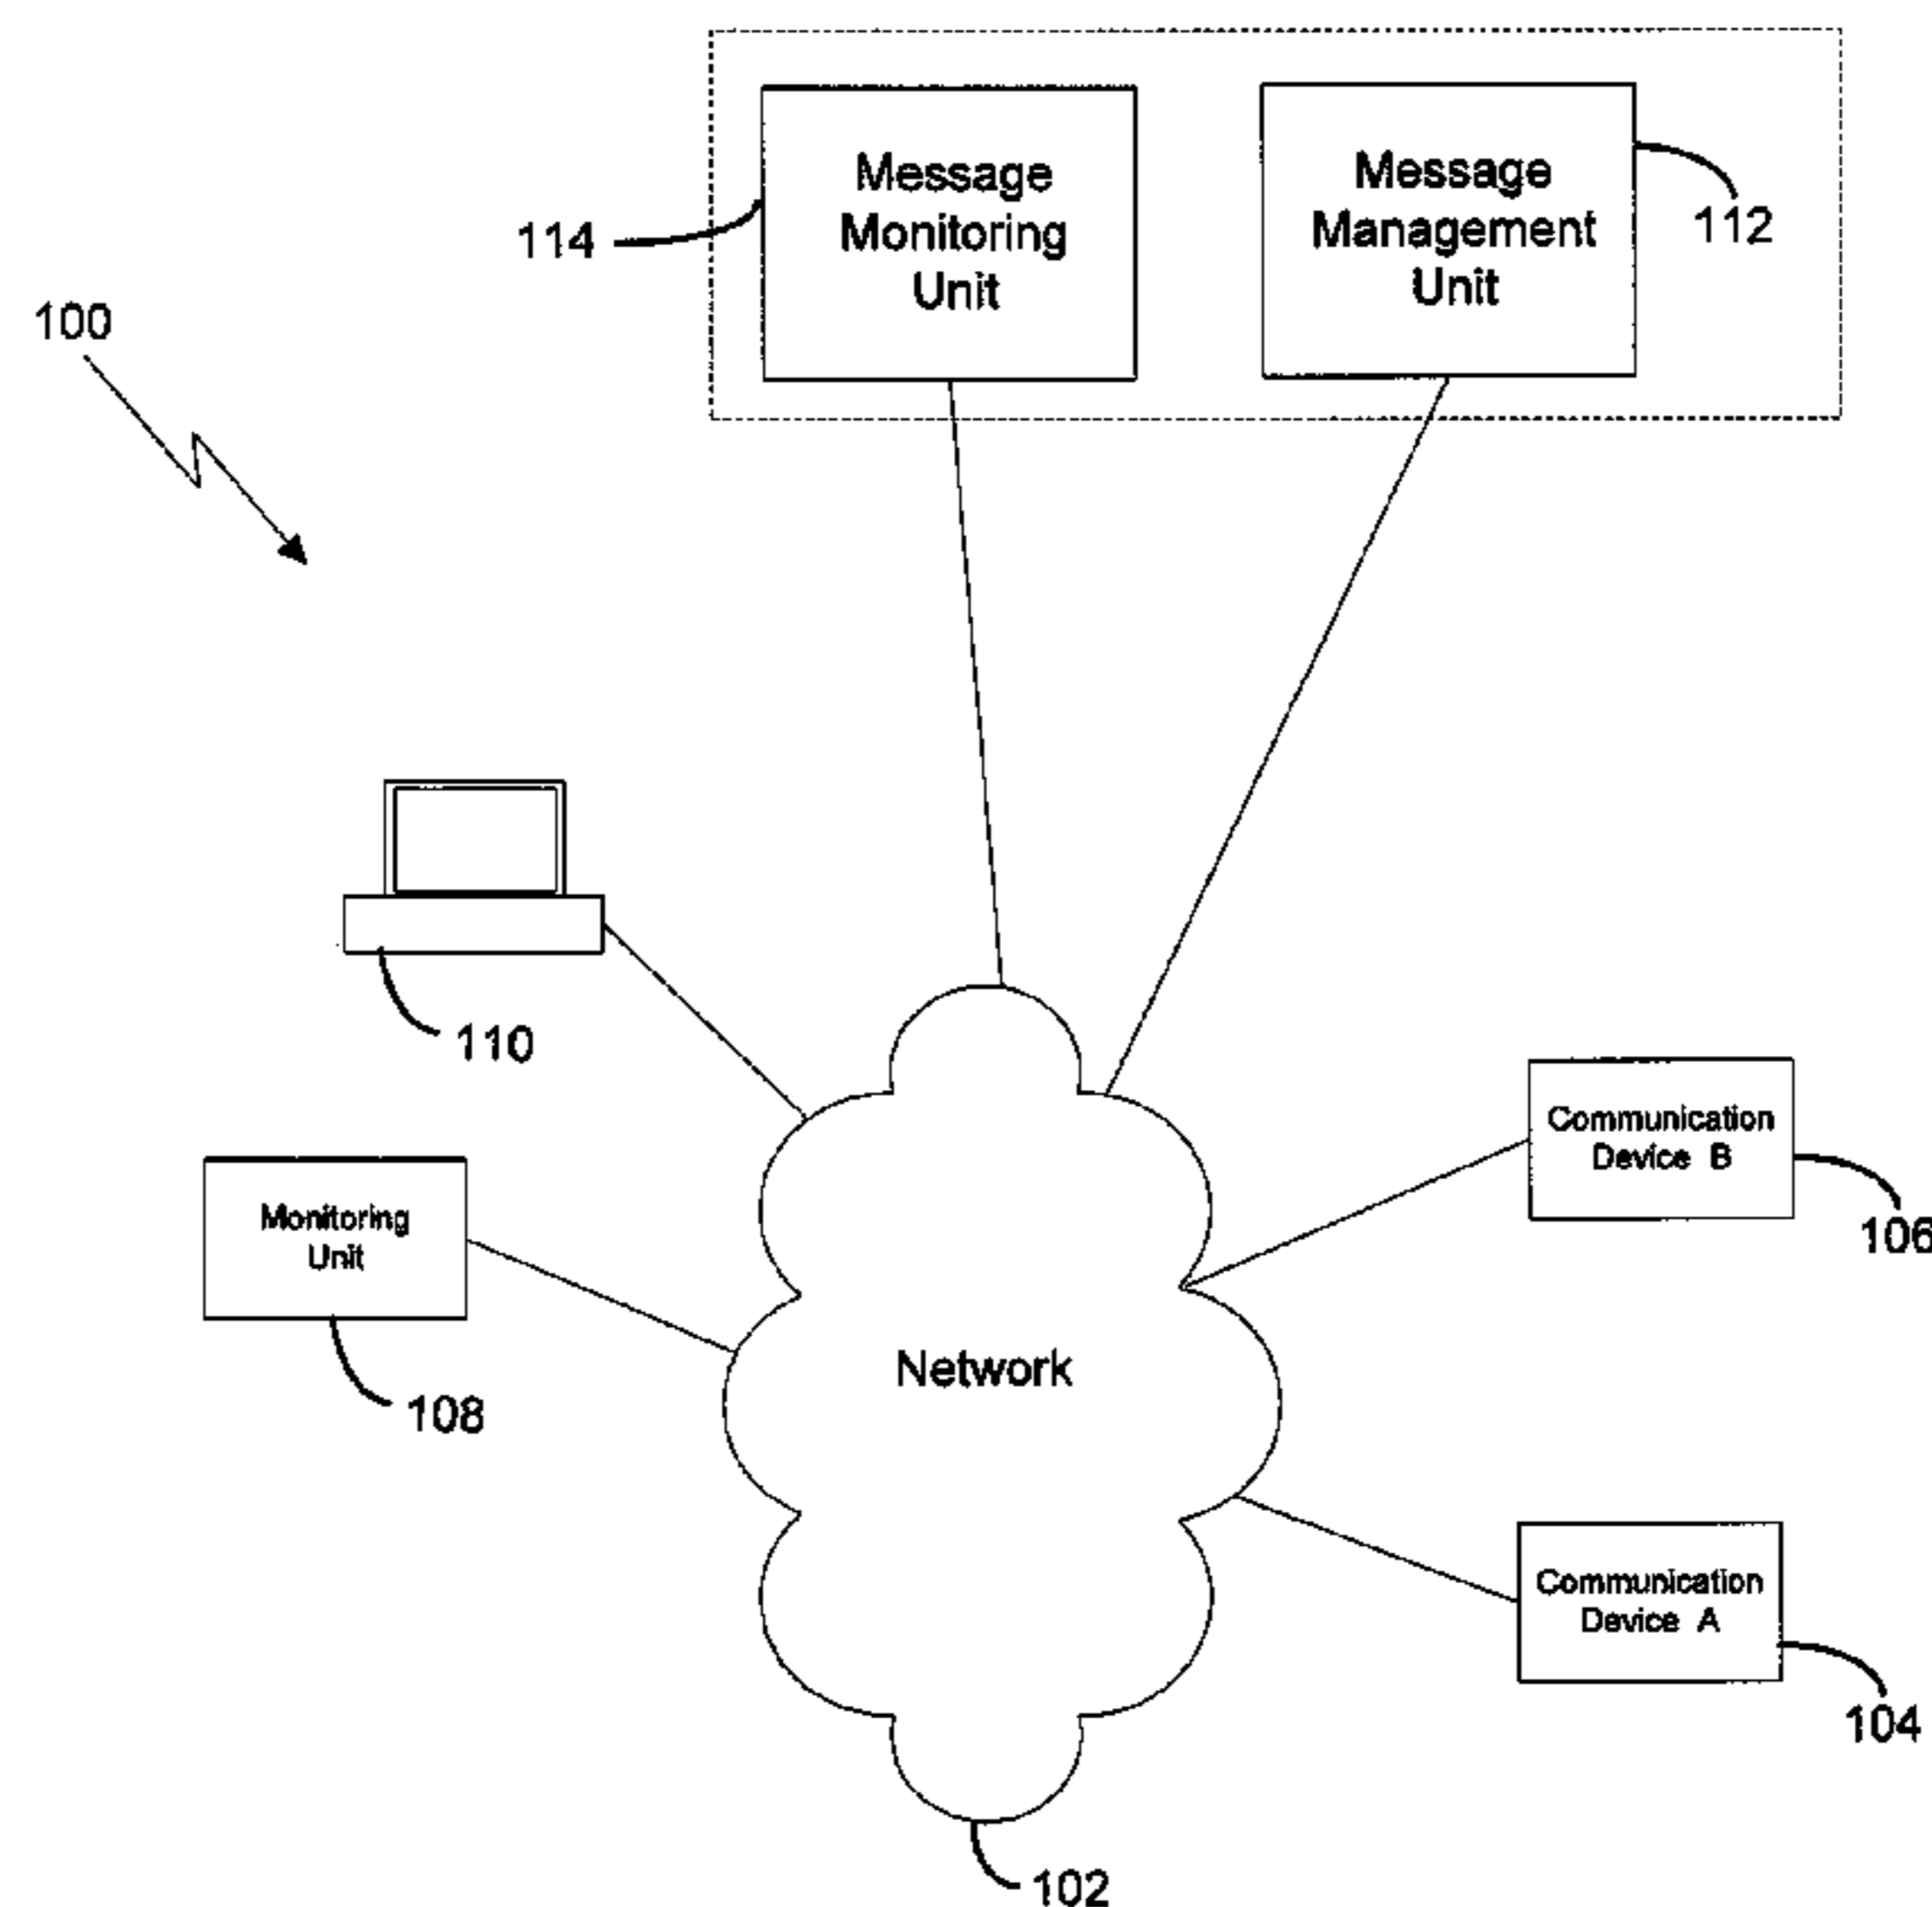 Message
Monitoring
Unit
Message
Management
Unit
114
112
100
110
Communication
Device B
106
Monitoring
Unit
108
Network
Communication
Device A
104
102